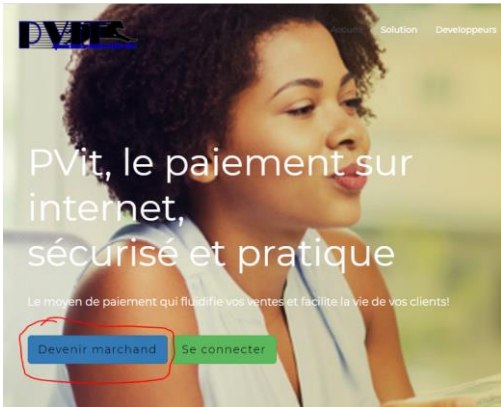 PVit
Accueil Solution Developpeurs
PVit, le paiement sur
internet,
sécurisé et pratique
Le moyen de paiement qui fluidifie vos ventes et facilite la vie de vos clients!
Devenir marchand Se connecter